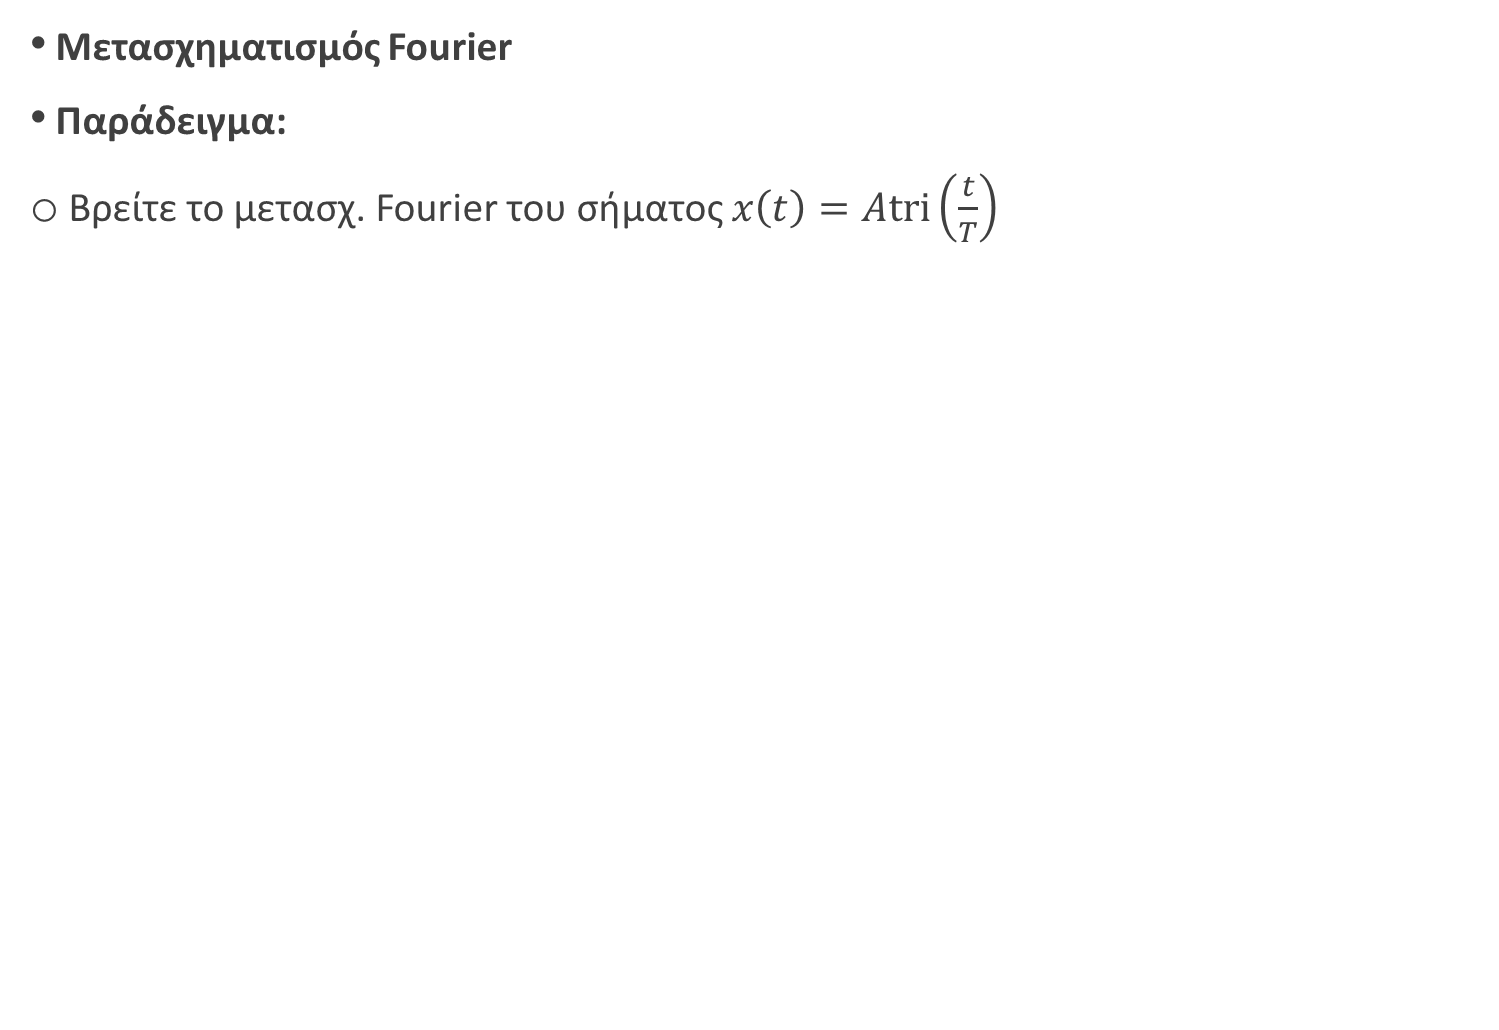 • Μετασχηματισμός Fourier
• Παράδειγμα:
○ Βρείτε το μετασχ. Fourier του σήματος x(t) = Atri(t/T)